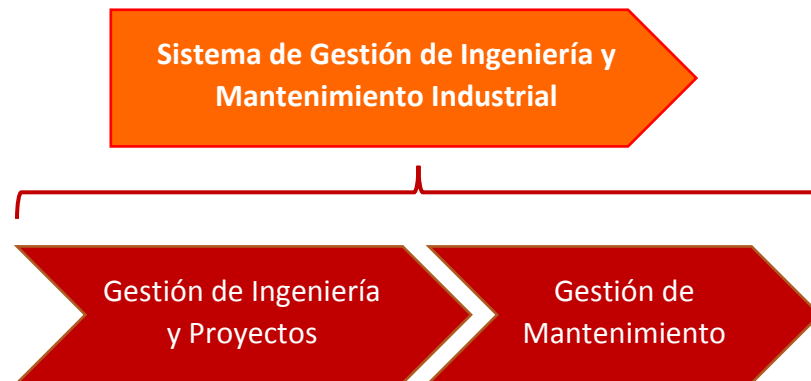 Sistema de Gestión de Ingeniería y
Mantenimiento Industrial
Gestión de Ingeniería
y Proyectos
Gestión de
Mantenimiento